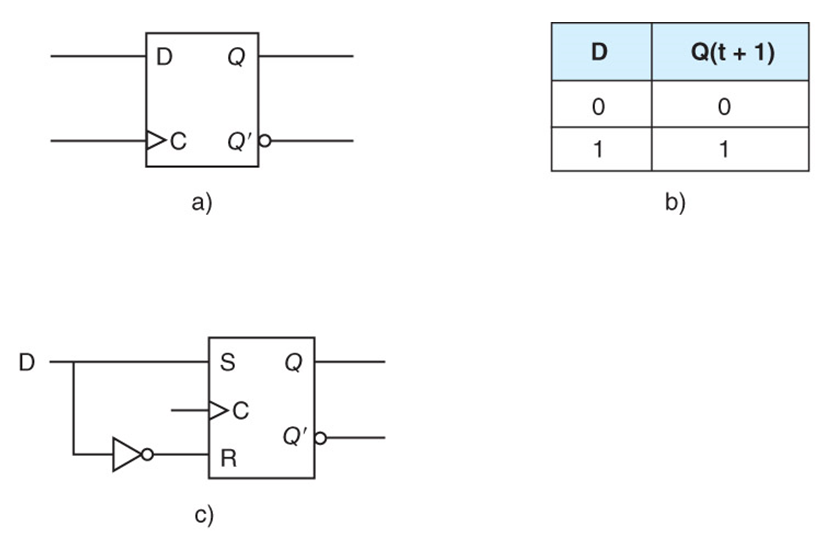 D Q
C Q′
a)
D Q(t + 1)
0 0
1 1
b)
D S Q
C
Q′
R
c)